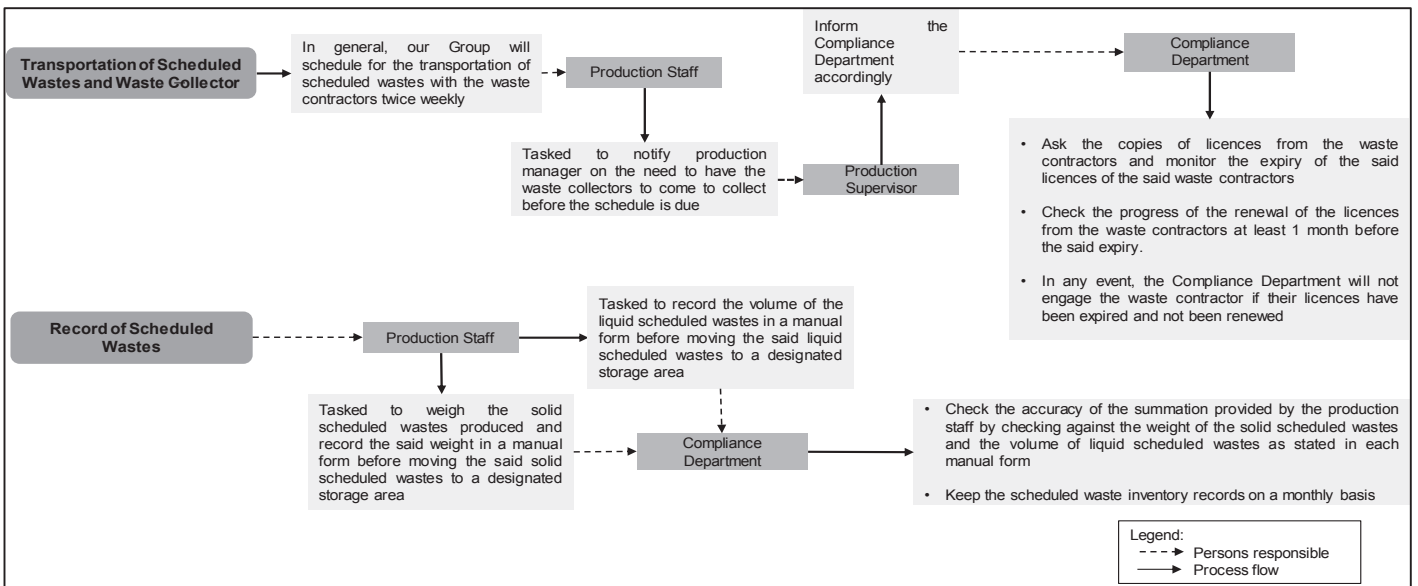 Transportation of Scheduled
Wastes and Waste Gollector
In general, our Group will
schedule for the transportation of
scheduled wastes with the waste
contractors twice weekly
Production Staff
Tasked to notify production
manager on the need to have the
waste collectors to come to collect
before the schedule is due
Production
Supervisor
Inform the
Compliance
Department
accordingly
Compliance
Department
• Ask the copies of licences from the waste
contractors and monitor the expiry of the said
licences of the said waste contractors
• Check the progress of the renewal of the licences
from the waste contractors at least 1 month before
the said expiry.
• In any event, the Compliance Department will not
engage the waste contractor if their licences have
been expired and not been renewed
Record of Scheduled
Wastes
Production Staff
Tasked to record the volume of the
liquid scheduled wastes in a manual
form before moving the said liquid
scheduled wastes to a designated
storage area
Tasked to weigh the solid
scheduled wastes produced and
record the said weight in a manual
form before moving the said solid
scheduled wastes to a designated
storage area
Compliance
Department
• Check the accuracy of the summation provided by the production
staff by checking against the weight of the solid scheduled wastes
and the volume of liquid scheduled wastes as stated in each
manual form
• Keep the scheduled waste inventory records on a monthly basis
Legend:
Persons responsible
Process flow